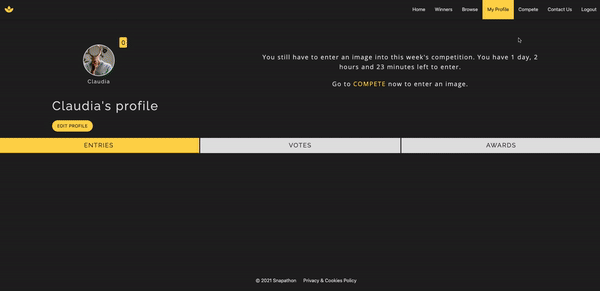 Home Winners Browse My Profile Compete Contact Us Logout
0
Claudia
You still have to enter an image into this week's competition. You have 1 day, 2
hours and 23 minutes left to enter.
Go to COMPETE now to enter an image.
Claudia's profile
EDIT PROFILE
ENTRIES VOTES AWARDS
© 2021 Snapathon Privacy & Cookies Policy